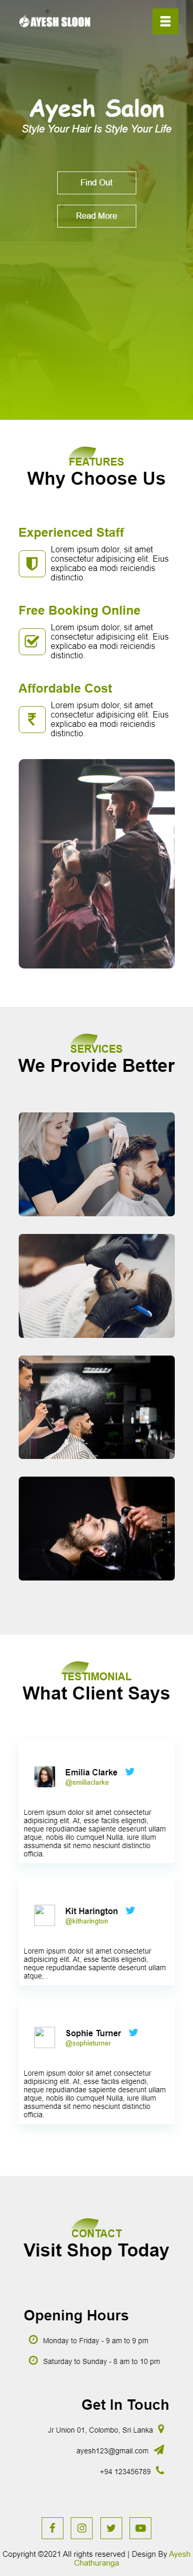 AYESH SLOON
Ayesh Salon
Style Your Hair Is Style Your Life
Find Out
Read More
FEATURES
Why Choose Us
Experienced Staff
Lorem ipsum dolor, sit amet
consectetur adipisicing elit. Eius
explicabo ea modi reiciendis
distinctio.
Free Booking Online
Lorem ipsum dolor, sit amet
consectetur adipisicing elit. Eius
explicabo ea modi reiciendis
distinctio.
Affordable Cost
Lorem ipsum dolor, sit amet
consectetur adipisicing elit. Eius
explicabo ea modi reiciendis
distinctio.
SERVICES
We Provide Better
TESTIMONIAL
What Client Says
Emilia Clarke
@emiliaclarke
Lorem ipsum dolor sit amet consectetur
adipisicing elit. At, esse facilis eligendi,
neque repudiandae sapiente deserunt ullam
atque, nobis illo cumque! Nulla, iure illum
assumenda sit nemo nesciunt distinctio
officia.
Kit Harington
@kitharington
Lorem ipsum dolor sit amet consectetur
adipisicing elit. At, esse facilis eligendi,
neque repudiandae sapiente deserunt ullam
atque, .
Sophie Turner
@sophieturner
Lorem ipsum dolor sit amet consectetur
adipisicing elit. At, esse facilis eligendi,
neque repudiandae sapiente deserunt ullam
atque, nobis illo cumque! Nulla, iure illum
assumenda sit nemo nesciunt distinctio
officia.
CONTACT
Visit Shop Today
Opening Hours
Monday to Friday - 9 am to 9 pm
Saturday to Sunday - 8 am to 10 pm
Get In Touch
Jr Union 01, Colombo, Sri Lanka
ayesh123@gmail.com
+94 123456789
Copyright ©2021 All rights reserved | Design By Ayesh
Chathuranga